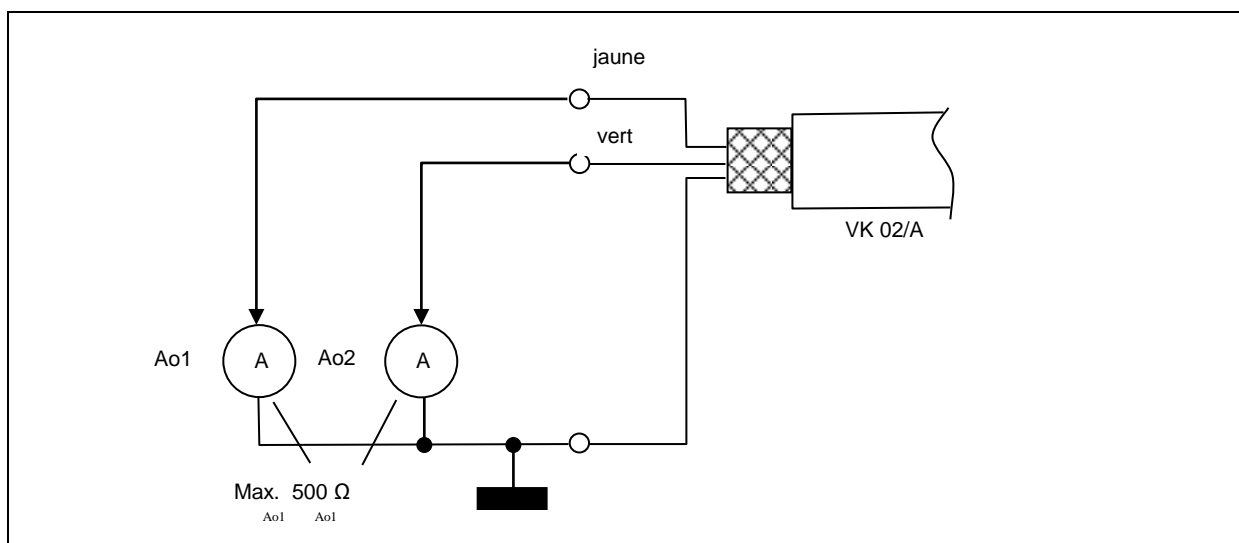 jaune
vert
VK 02/A
Ao1 A Ao2 A
Max. 500 Ω
Ao1 Ao1